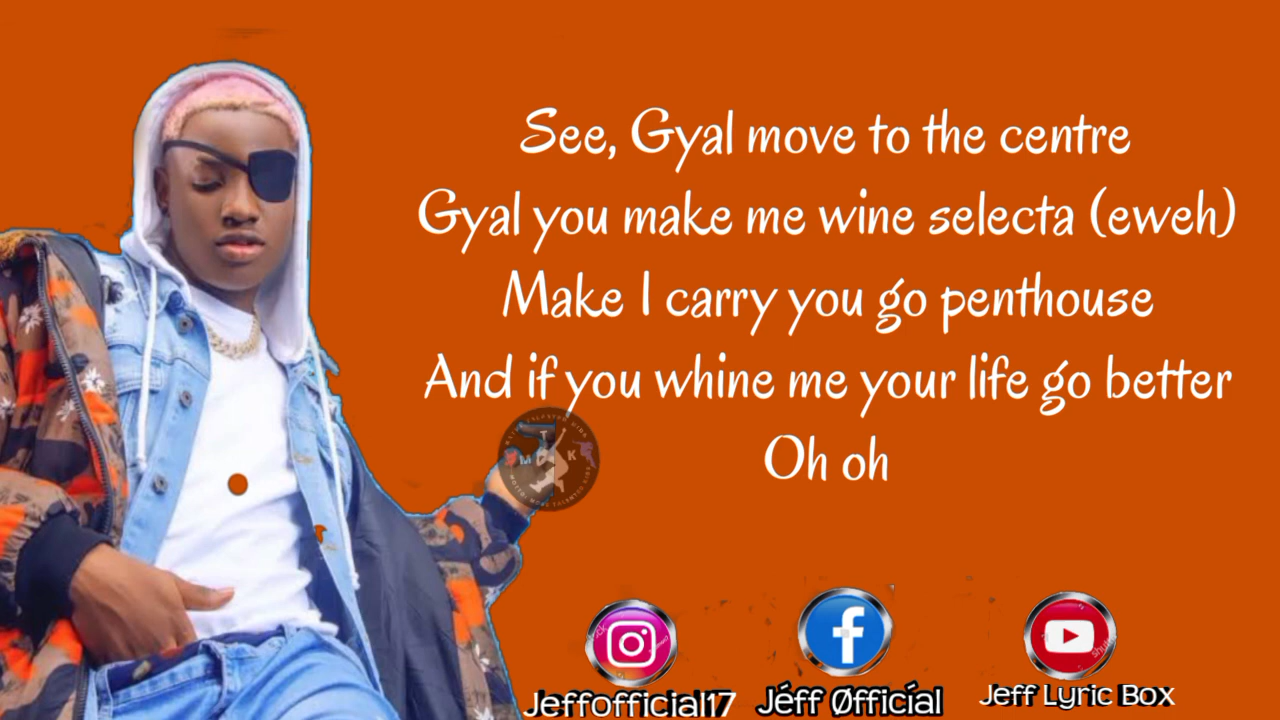 See, Gyal move to the centre
Gyal you make me wine selecta (eweh)
Make I carry you go penthouse
And if you whine me your life go better
Oh oh
M K
Jeffofficial17 Jéff Øfficíal Jeff Lyric Box